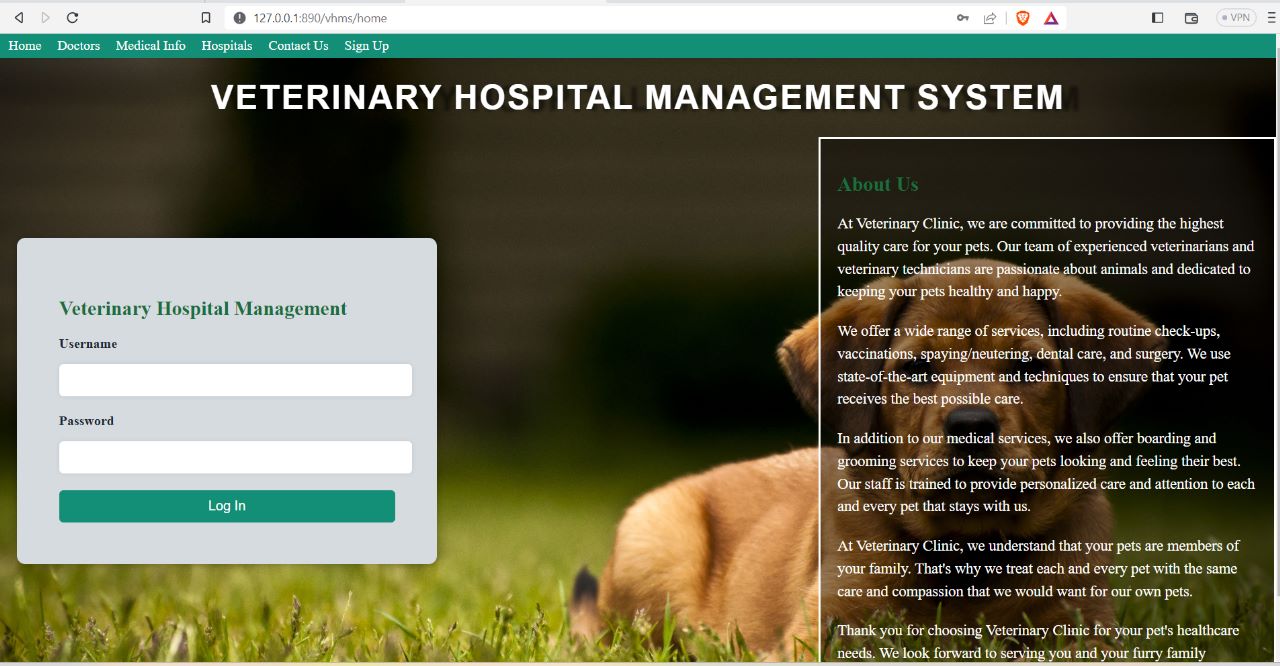 127.0.0.1:890/vhms/home
VPN
Home Doctors Medical Info Hospitals Contact Us Sign Up
VETERINARY HOSPITAL MANAGEMENT SYSTEM
Veterinary Hospital Management
Username
Password
Log In
About Us
At Veterinary Clinic, we are committed to providing the highest
quality care for your pets. Our team of experienced veterinarians and
veterinary technicians are passionate about animals and dedicated to
keeping your pets healthy and happy.
We offer a wide range of services, including routine check-ups,
vaccinations, spaying/neutering, dental care, and surgery. We use
state-of-the-art equipment and techniques to ensure that your pet
receives the best possible care.
In addition to our medical services, we also offer boarding and
grooming services to keep your pets looking and feeling their best.
Our staff is trained to provide personalized care and attention to each
and every pet that stays with us.
At Veterinary Clinic, we understand that your pets are members of
your family. That's why we treat each and every pet with the same
care and compassion that we would want for our own pets.
Thank you for choosing Veterinary Clinic for your pet's healthcare
needs. We look forward to serving you and your furry family